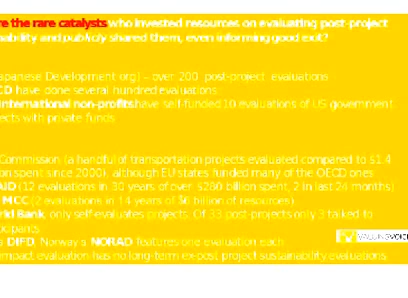 re the rare catalysts who invested resources on evaluating post-project
nability and publicly shared them, even informing good exit?
apanese Development org) – over 200 post-project evaluations
CD have done several hundred evaluations
international non-profits have self-funded 10 evaluations of US government
ects with private funds
Commission (a handful of transportation projects evaluated compared to $1.4
on spent since 2000), although EU states funded many of the OECD ones
AID (12 evaluations in 30 years of over $280 billion spent, 2 in last 24 months)
MCC (2 evaluations in 14 years of billion of resources)
rld Bank, only self evaluates projects. Of 33 post-projects only 3 talked to
cipants
s DIFD, Norway's NORAD features one evaluation each
impact evaluation has no long-term ex-post project sustainability evaluations
VALUINGVOICE